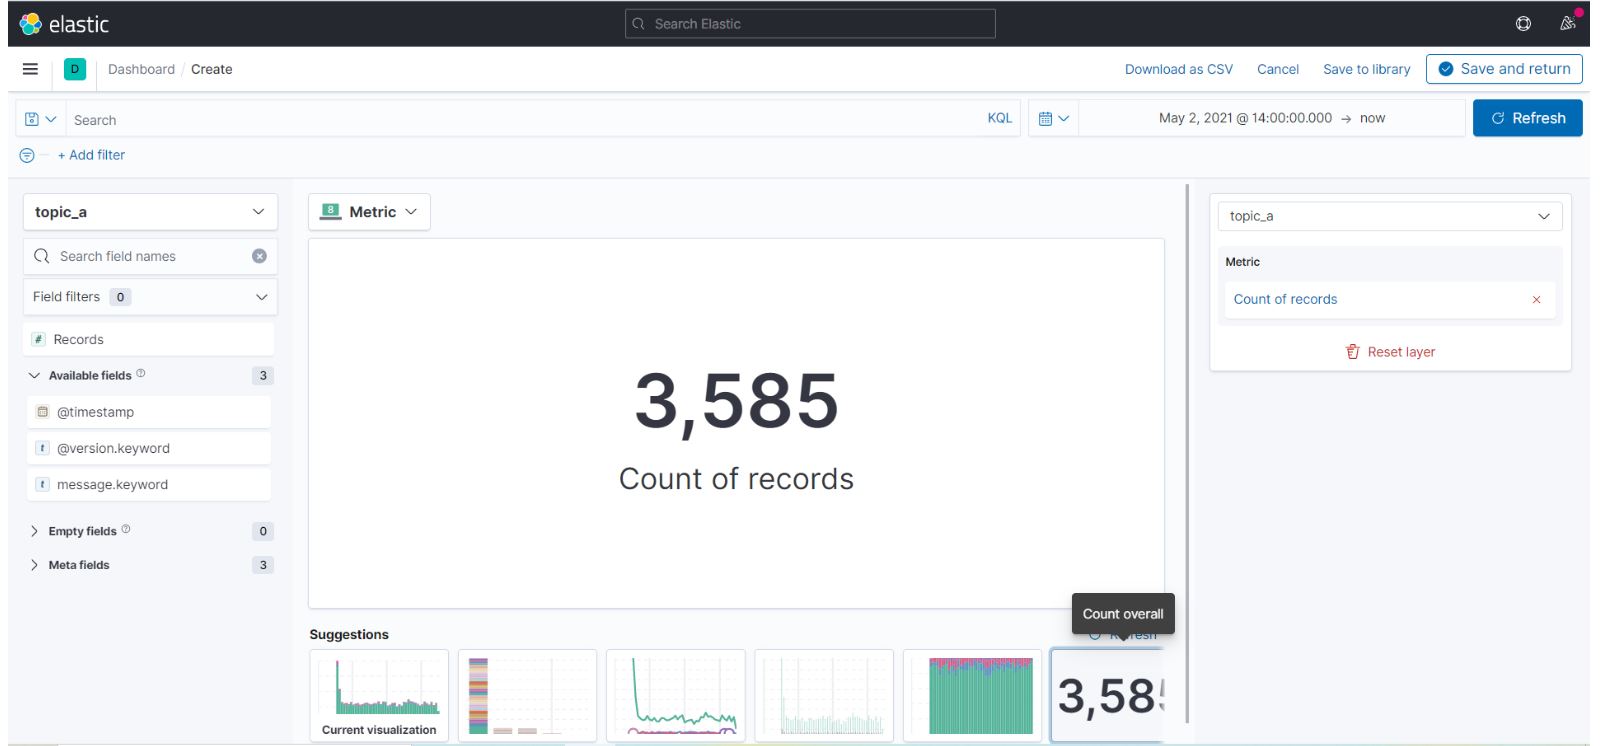 elastic
Search Elastic
D
Dashboard / Create
Download as CSV
Cancel
Save to library
Save and return
Search
KQL
May 2, 2021 @ 14:00:00.000 → now
Refresh
+ Add filter
topic_a
Search field names
Field filters 0
# Records
Available fields 3
@timestamp
t @version.keyword
t message.keyword
Empty fields 0
Meta fields 3
8 Metric
3,585
Count of records
Count overall
Suggestions
Refresh
Current visualization
3,585
topic_a
Metric
Count of records
Reset layer